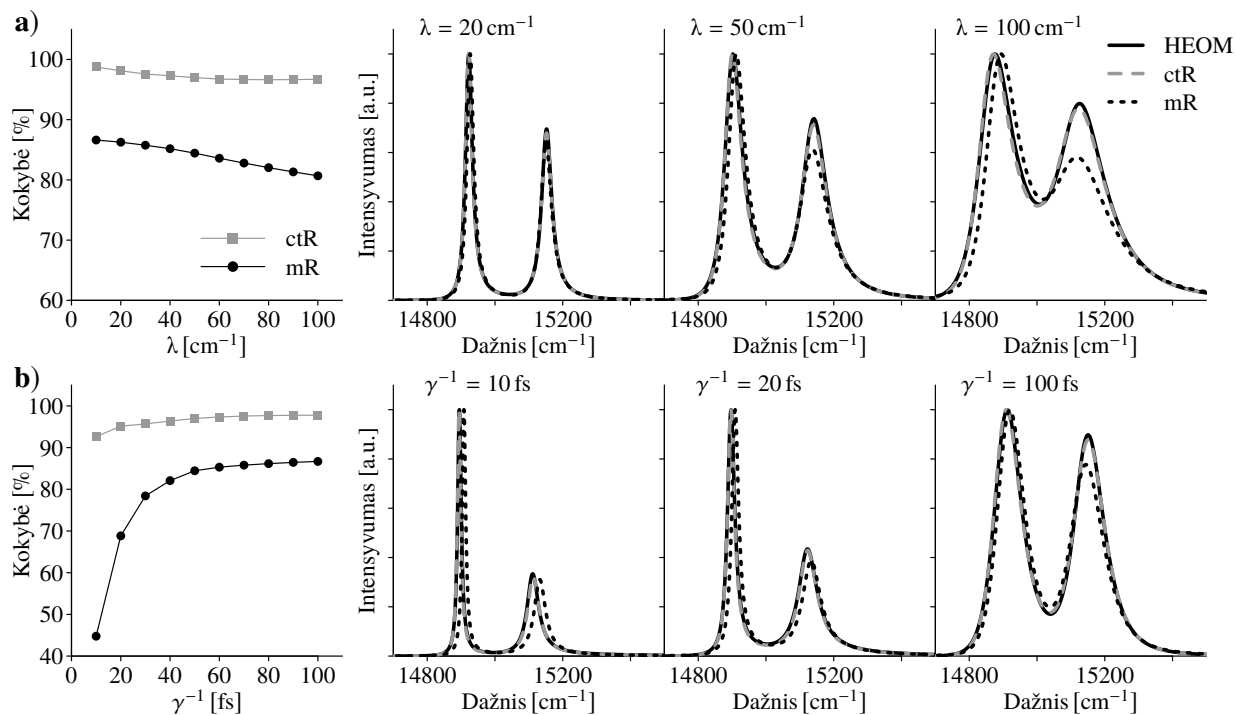 a)
Kokybė [%]
100
90
80
70
60
0 20 40 60 80 100
λ [cm⁻¹]
ctR
mR
λ = 20 cm⁻¹
λ = 50 cm⁻¹
λ = 100 cm⁻¹
Intensyvumas [a.u.]
14800 15200
14800 15200
14800 15200
Dažnis [cm⁻¹]
Dažnis [cm⁻¹]
Dažnis [cm⁻¹]
HEOM
ctR
mR
b)
Kokybė [%]
100
90
80
70
60
50
40
0 20 40 60 80 100
γ⁻¹ [fs]
γ⁻¹ = 10 fs
γ⁻¹ = 20 fs
γ⁻¹ = 100 fs
Intensyvumas [a.u.]
14800 15200
14800 15200
14800 15200
Dažnis [cm⁻¹]
Dažnis [cm⁻¹]
Dažnis [cm⁻¹]